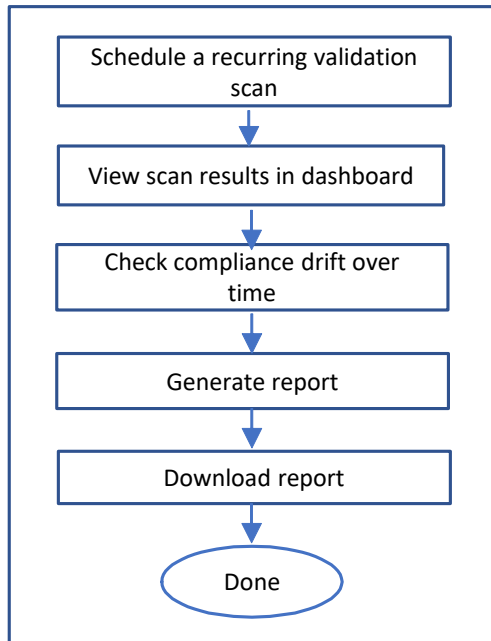 Schedule a recurring validation
scan
View scan results in dashboard
Check compliance drift over
time
Generate report
Download report
Done